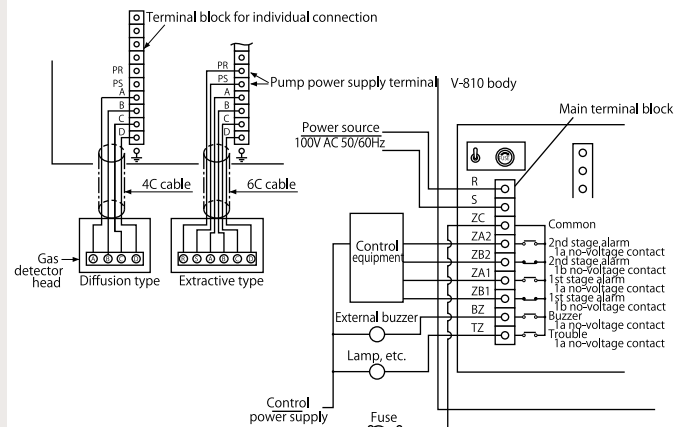 Terminal block for individual connection
PR
PS
A
B
C
D
PR
PS
A
B
C
D
Pump power supply terminal
V-810 body
Main terminal block
Power source
100V AC 50/60Hz
FUSE
R
S
ZC
ZA2
ZB2
ZA1
ZB1
BZ
TZ
Common
2nd stage alarm
1a no-voltage contact
2nd stage alarm
1b no-voltage contact
1st stage alarm
1a no-voltage contact
1st stage alarm
1b no-voltage contact
Buzzer
1a no-voltage contact
Trouble
1a no-voltage contact
4C cable
6C cable
Gas
detector
head
A B C D
Diffusion type
R S A B C D
Extractive type
Control
equipment
External buzzer
Lamp, etc.
Control
power supply
Fuse